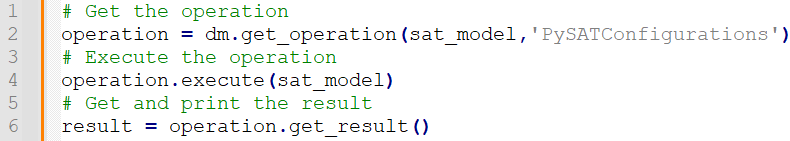 1 # Get the operation
2 operation = dm.get_operation(sat_model,'PySATConfigurations')
3 # Execute the operation
4 operation.execute(sat_model)
5 # Get and print the result
6 result = operation.get_result()